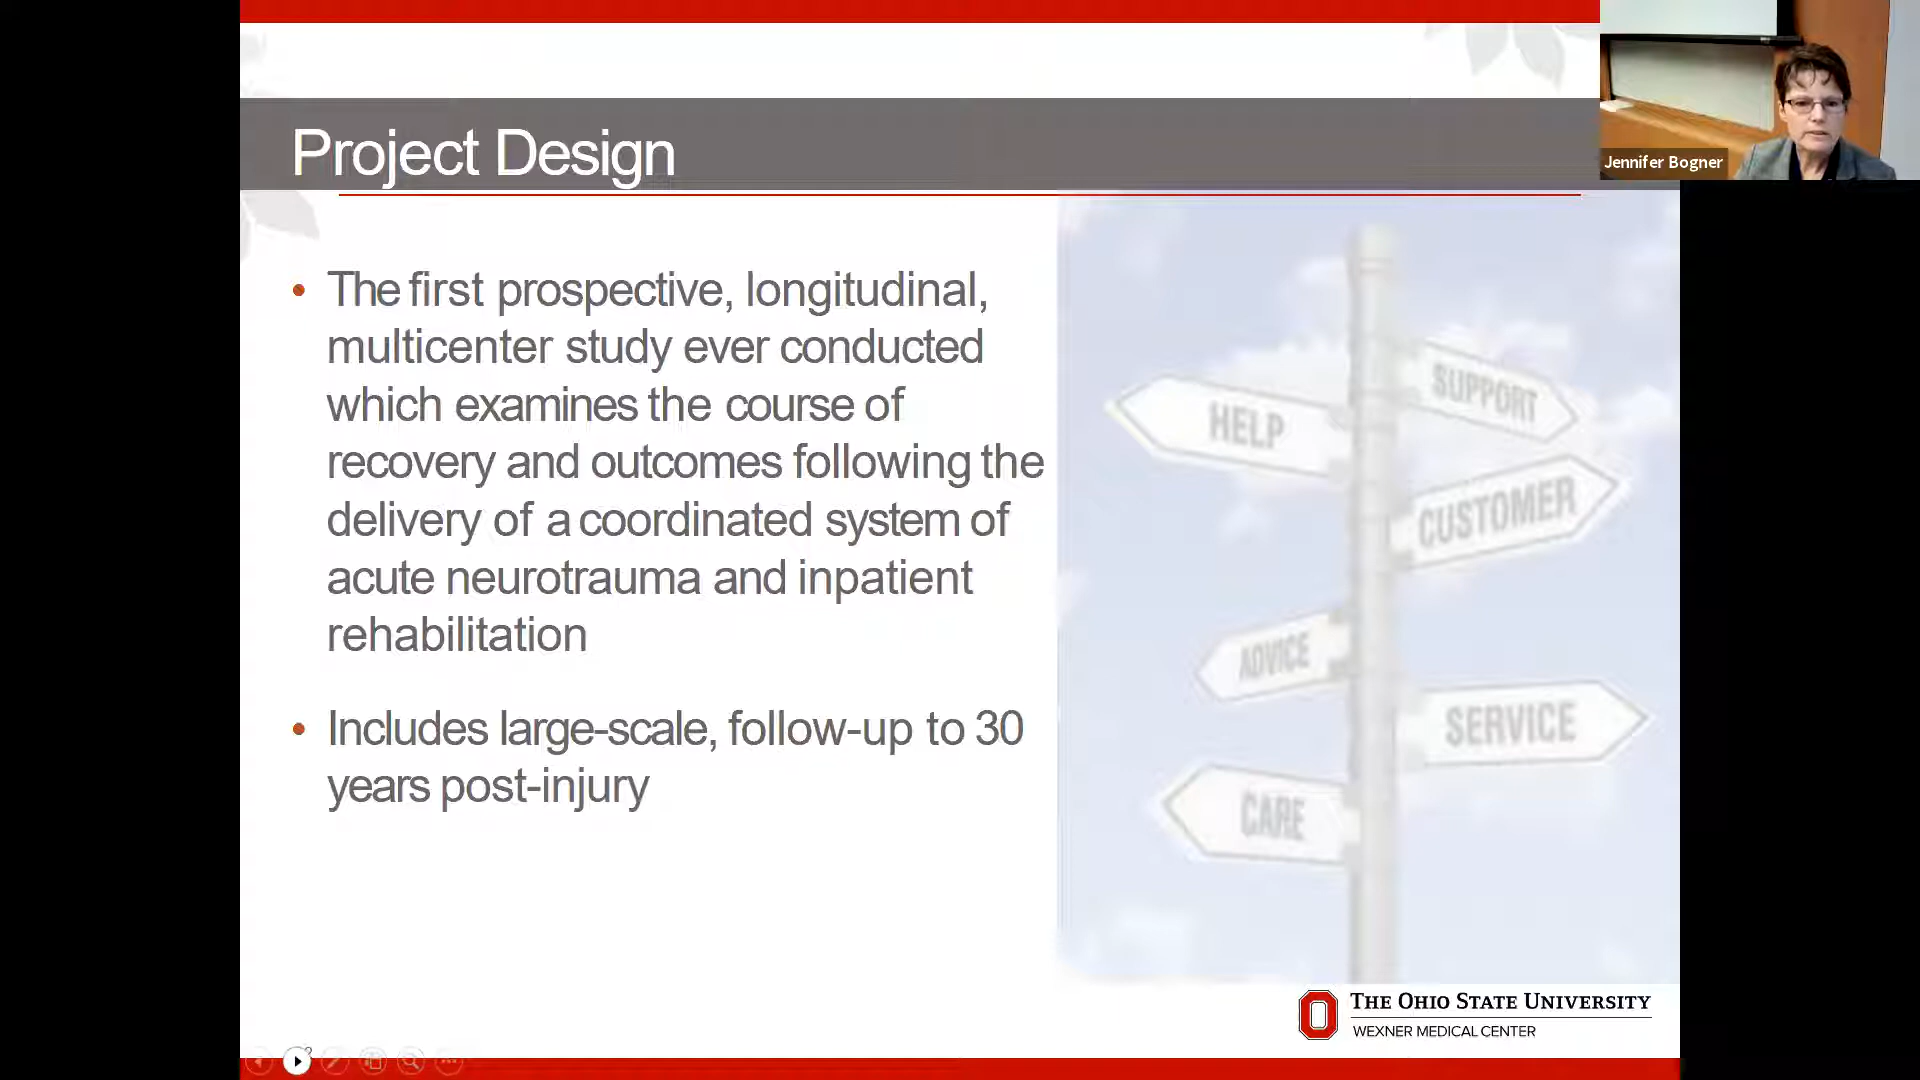 Project Design
Jennifer Bogner
• The first prospective, longitudinal,
multicenter study ever conducted
which examines the course of
recovery and outcomes following the
delivery of a coordinated system of
acute neurotrauma and inpatient
rehabilitation
• Includes large-scale, follow-up to 30
years post-injury
SUPPORT
HELP
CUSTOMER
ADVICE
SERVICE
CARE
THE OHIO STATE UNIVERSITY
WEXNER MEDICAL CENTER